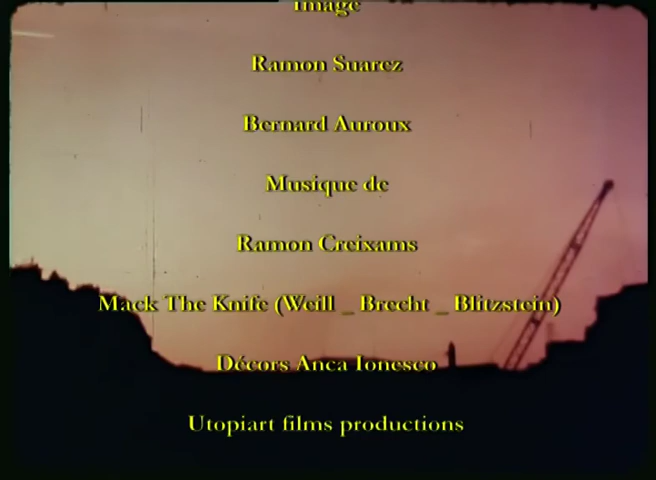 Image
Ramon Suarez
Bernard Auroux
Musique de
Ramon Creixams
Mack The Knife (Weill _ Brecht _ Blitzstein)
Décors Anca Ionesco
Utopiart films productions